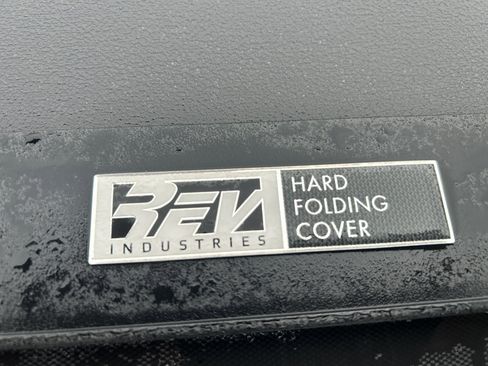 REV
INDUSTRIES
HARD
FOLDING
COVER